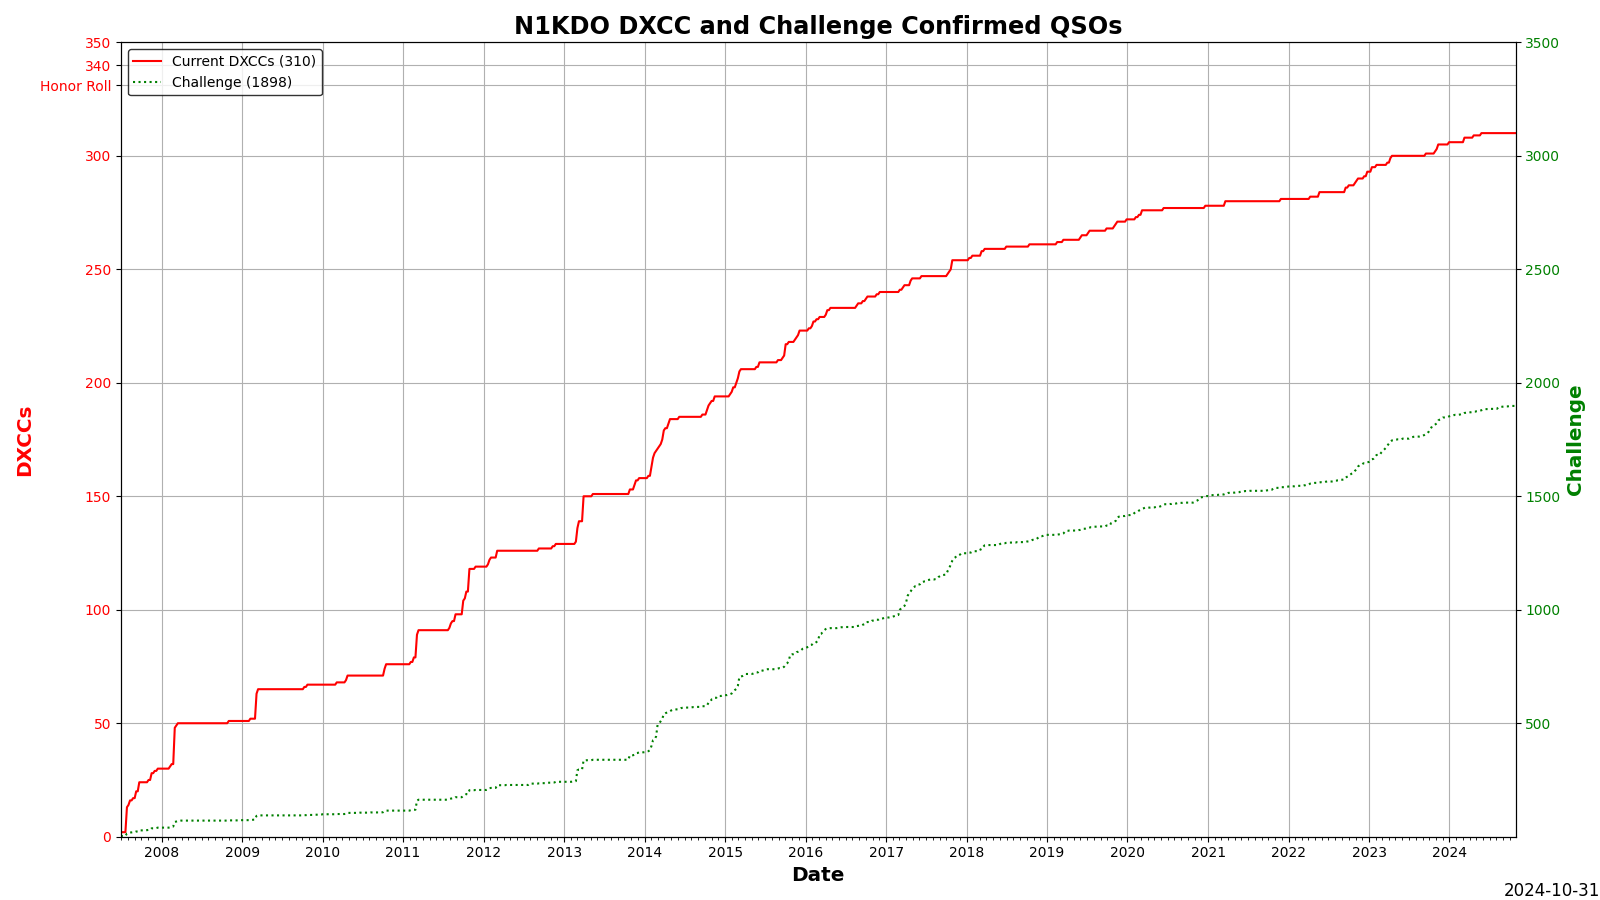 N1KDO DXCC and Challenge Confirmed QSOs
Current DXCCs (310)
Challenge (1898)
350
340
Honor Roll
300
250
200
150
100
50
0
DXCCs
3500
3000
2500
2000
1500
1000
500
Challenge
2008 2009 2010 2011 2012 2013 2014 2015 2016 2017 2018 2019 2020 2021 2022 2023 2024
Date
2024-10-31